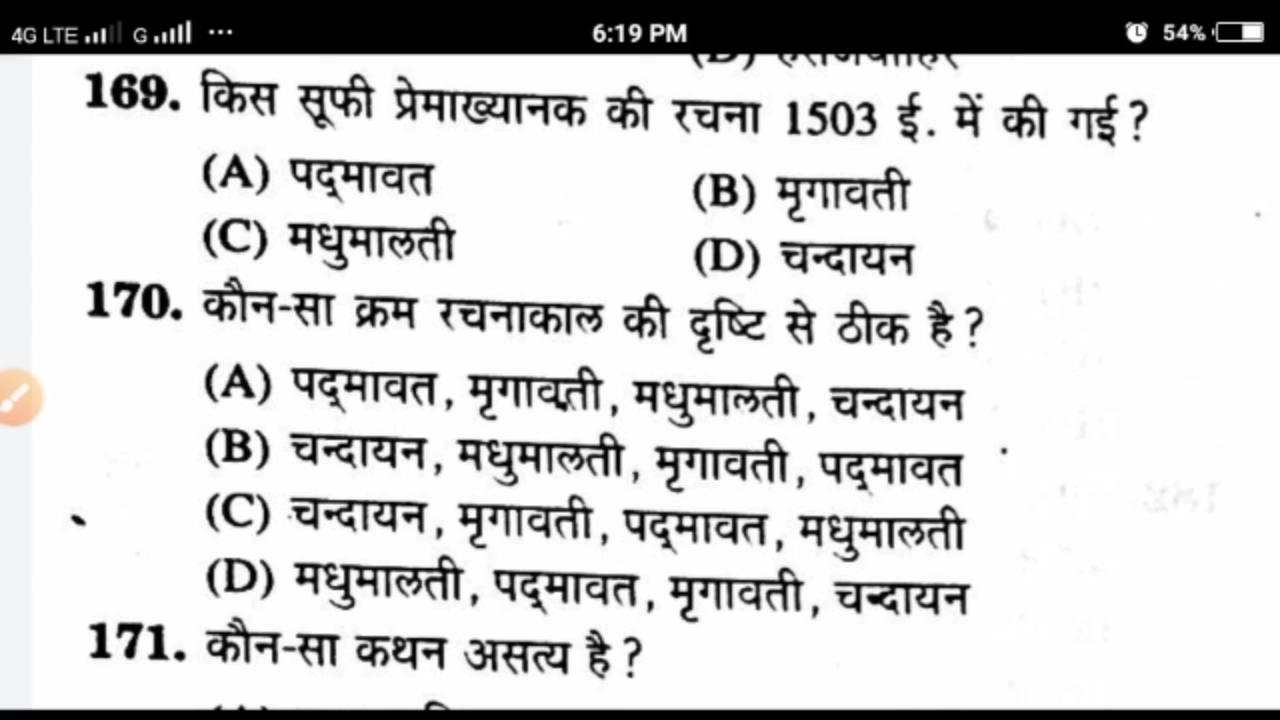 4G LTE G ... 6:19 PM 54%
169. किस सूफी प्रेमाख्यानक की रचना 1503 ई. में की गई?
(A) पद्मावत (B) मृगावती
(C) मधुमालती (D) चन्दायन
170. कौन-सा क्रम रचनाकाल की दृष्टि से ठीक है?
(A) पद्मावत, मृगावती, मधुमालती, चन्दायन
(B) चन्दायन, मधुमालती, मृगावती, पद्मावत
(C) चन्दायन, मृगावती, पद्मावत, मधुमालती
(D) मधुमालती, पद्मावत, मृगावती, चन्दायन
171. कौन-सा कथन असत्य है?